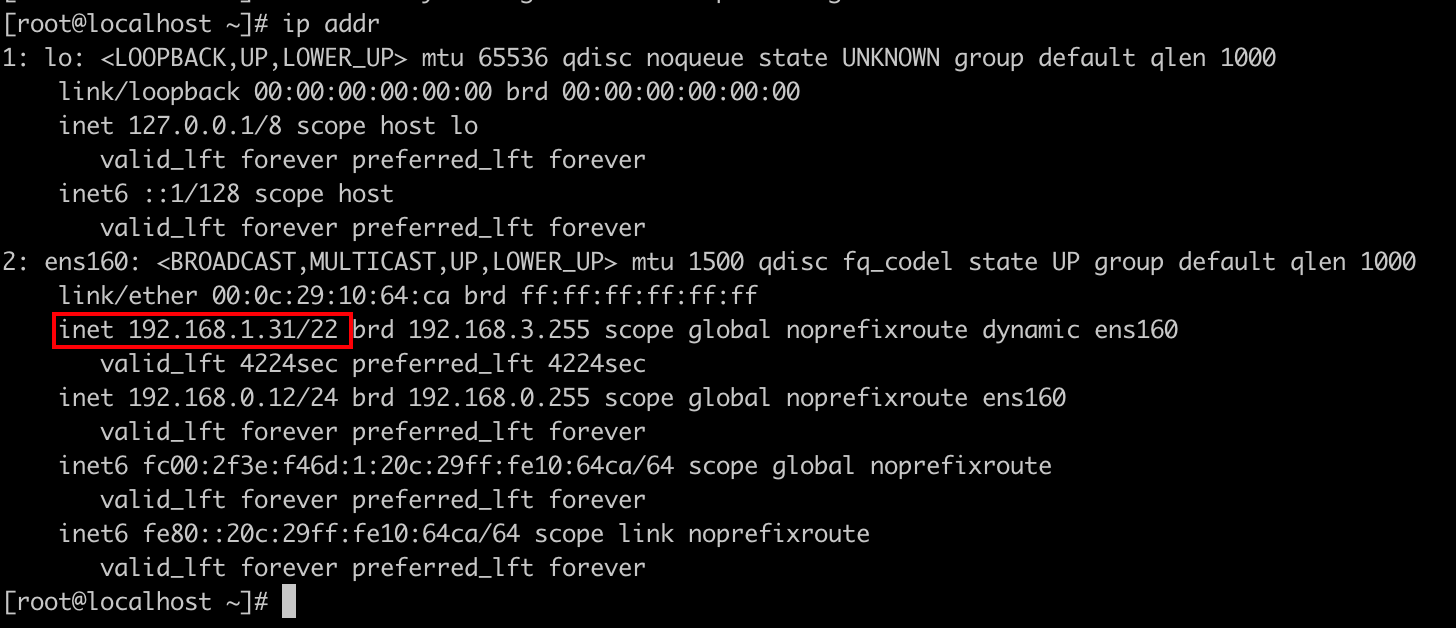 [root@localhost ~]# ip addr
1: lo: <LOOPBACK,UP,LOWER_UP> mtu 65536 qdisc noqueue state UNKNOWN group default qlen 1000
    link/loopback 00:00:00:00:00:00 brd 00:00:00:00:00:00
    inet 127.0.0.1/8 scope host lo
       valid_lft forever preferred_lft forever
    inet6 ::1/128 scope host
       valid_lft forever preferred_lft forever
2: ens160: <BROADCAST,MULTICAST,UP,LOWER_UP> mtu 1500 qdisc fq_codel state UP group default qlen 1000
    link/ether 00:0c:29:10:64:ca brd ff:ff:ff:ff:ff:ff
    inet 192.168.1.31/22 brd 192.168.3.255 scope global noprefixroute dynamic ens160
       valid_lft 4224sec preferred_lft 4224sec
    inet 192.168.0.12/24 brd 192.168.0.255 scope global noprefixroute ens160
       valid_lft forever preferred_lft forever
    inet6 fc00:2f3e:f46d:1:20c:29ff:fe10:64ca/64 scope global noprefixroute
       valid_lft forever preferred_lft forever
    inet6 fe80::20c:29ff:fe10:64ca/64 scope link noprefixroute
       valid_lft forever preferred_lft forever
[root@localhost ~]#